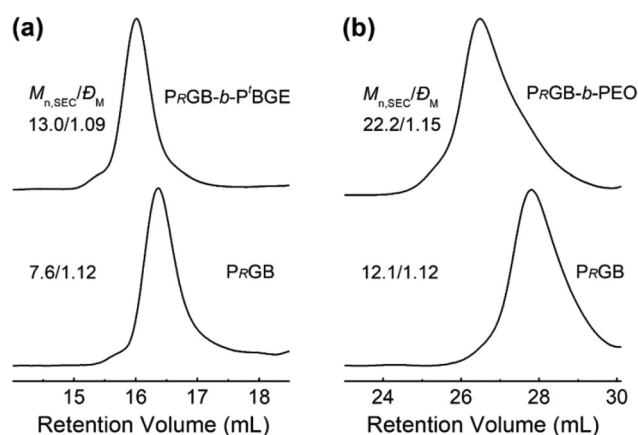 (a)
Mn,SEC/ĐM
13.0/1.09
PRGB-b-PtBGE
7.6/1.12
PRGB
15 16 17 18
Retention Volume (mL)
(b)
Mn,SEC/ĐM
22.2/1.15
PRGB-b-PEO
12.1/1.12
PRGB
24 26 28 30
Retention Volume (mL)